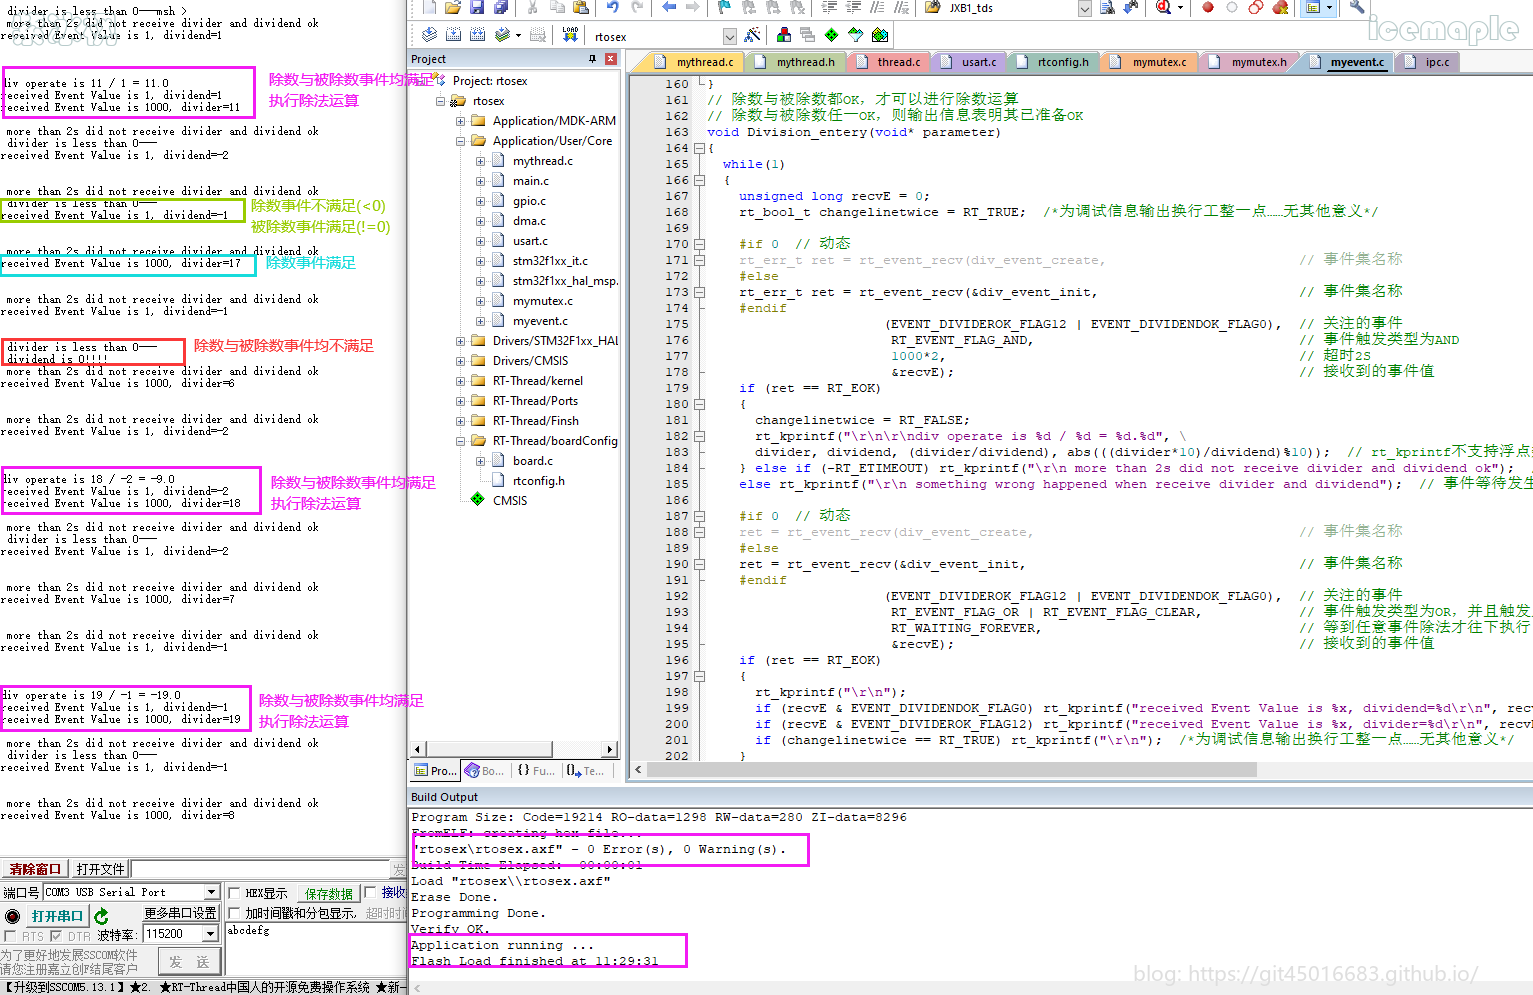 divider is less than 0---msh >
more than 2s did not receive divider and dividend ok
received Event Value is 1, dividend=1
div operate is 11 / 1 = 11.0
received Event Value is 1, dividend=1
received Event Value is 1000, divider=11
除数与被除数事件均满足
执行除法运算
more than 2s did not receive divider and dividend ok
divider is less than 0---
received Event Value is 1, dividend=-2
more than 2s did not receive divider and dividend ok
divider is less than 0---
received Event Value is 1, dividend=-1
除数事件不满足(<0)
被除数事件满足(!=0)
more than 2s did not receive divider and dividend ok
received Event Value is 1000, divider=17
除数事件满足
more than 2s did not receive divider and dividend ok
received Event Value is 1, dividend=-1
divider is less than 0---
dividend is 0!!!!
除数与被除数事件均不满足
more than 2s did not receive divider and dividend ok
received Event Value is 1000, divider=6
more than 2s did not receive divider and dividend ok
received Event Value is 1, dividend=-2
div operate is 18 / -2 = -9.0
received Event Value is 1, dividend=-2
received Event Value is 1000, divider=18
除数与被除数事件均满足
执行除法运算
more than 2s did not receive divider and dividend ok
divider is less than 0---
received Event Value is 1, dividend=-2
more than 2s did not receive divider and dividend ok
received Event Value is 1000, divider=7
more than 2s did not receive divider and dividend ok
received Event Value is 1, dividend=-1
div operate is 19 / -1 = -19.0
received Event Value is 1, dividend=-1
received Event Value is 1000, divider=19
除数与被除数事件均满足
执行除法运算
more than 2s did not receive divider and dividend ok
divider is less than 0---
received Event Value is 1, dividend=-1
more than 2s did not receive divider and dividend ok
received Event Value is 1000, divider=8
清除窗口 打开文件 发
端口号 COM3 USB Serial Port HEX显示 保存数据 接收
打开串口 更多串口设置 加时间戳和分包显示, 超时时间
RTS DTR 波特率: 115200 abcdefg
为了更好地发展SSCOM软件
请您注册嘉立创F结尾客户
发 送
【升级到SSCOM5.13.1】★2. ★RT-Thread中国人的开源免费操作系统 ★新一
JXB1_tds
LOAD rtosex
icemaple
Project
Project: rtosex
rtosex
Application/MDK-ARM
Application/User/Core
mythread.c
main.c
gpio.c
dma.c
usart.c
stm32f1xx_it.c
stm32f1xx_hal_msp.
mymutex.c
myevent.c
Drivers/STM32F1xx_HAL
Drivers/CMSIS
RT-Thread/kernel
RT-Thread/Ports
RT-Thread/Finsh
RT-Thread/boardConfig
board.c
rtconfig.h
CMSIS
Pro... Bo... {} Fu... Te...
mythread.c mythread.h thread.c usart.c rtconfig.h mymutex.c mymutex.h myevent.c ipc.c
160 }
161 // 除数与被除数都OK, 才可以进行除数运算
162 // 除数与被除数任一OK, 则输出信息表明其已准备OK
163 void Division_entery(void* parameter)
164 {
165 while(1)
166 {
167 unsigned long recvE = 0;
168 rt_bool_t changelinetwice = RT_TRUE; /*为调试信息输出换行工整一点……无其他意义*/
169
170 #if 0 // 动态
171 rt_err_t ret = rt_event_recv(div_event_create, // 事件集名称
172 #else
173 rt_err_t ret = rt_event_recv(&div_event_init, // 事件集名称
174 #endif
175 (EVENT_DIVIDEROK_FLAG12 | EVENT_DIVIDENDOK_FLAG0), // 关注的事件
176 RT_EVENT_FLAG_AND, // 事件触发类型为AND
177 1000*2, // 超时2S
178 &recvE); // 接收到的事件值
179 if (ret == RT_EOK)
180 {
181 changelinetwice = RT_FALSE;
182 rt_kprintf("\r\n\r\ndiv operate is %d / %d = %d.%d", \
183 divider, dividend, (divider/dividend), abs(((divider*10)/dividend)%10)); // rt_kprintf不支持浮点
184 } else if (-RT_ETIMEOUT) rt_kprintf("\r\n more than 2s did not receive divider and dividend ok"); /
185 else rt_kprintf("\r\n something wrong happened when receive divider and dividend"); // 事件等待发生
186
187 #if 0 // 动态
188 ret = rt_event_recv(div_event_create, // 事件集名称
189 #else
190 ret = rt_event_recv(&div_event_init, // 事件集名称
191 #endif
192 (EVENT_DIVIDEROK_FLAG12 | EVENT_DIVIDENDOK_FLAG0), // 关注的事件
193 RT_EVENT_FLAG_OR | RT_EVENT_FLAG_CLEAR, // 事件触发类型为OR, 并且触发
194 RT_WAITING_FOREVER, // 等到任意事件除法才往下执行
195 &recvE); // 接收到的事件值
196 if (ret == RT_EOK)
197 {
198 rt_kprintf("\r\n");
199 if (recvE & EVENT_DIVIDENDOK_FLAG0) rt_kprintf("received Event Value is %x, dividend=%d\r\n", recv
200 if (recvE & EVENT_DIVIDEROK_FLAG12) rt_kprintf("received Event Value is %x, divider=%d\r\n", recvE
201 if (changelinetwice == RT_TRUE) rt_kprintf("\r\n"); /*为调试信息输出换行工整一点……无其他意义*/
202 }
Build Output
Program Size: Code=19214 RO-data=1298 RW-data=280 ZI-data=8296
FromELF: creating hex file...
"rtosex\rtosex.axf" - 0 Error(s), 0 Warning(s).
Build Time Elapsed: 00:00:01
Load "rtosex\\rtosex.axf"
Erase Done.
Programming Done.
Verify OK.
Application running ...
Flash Load finished at 11:29:31
blog: https://git45016683.github.io/